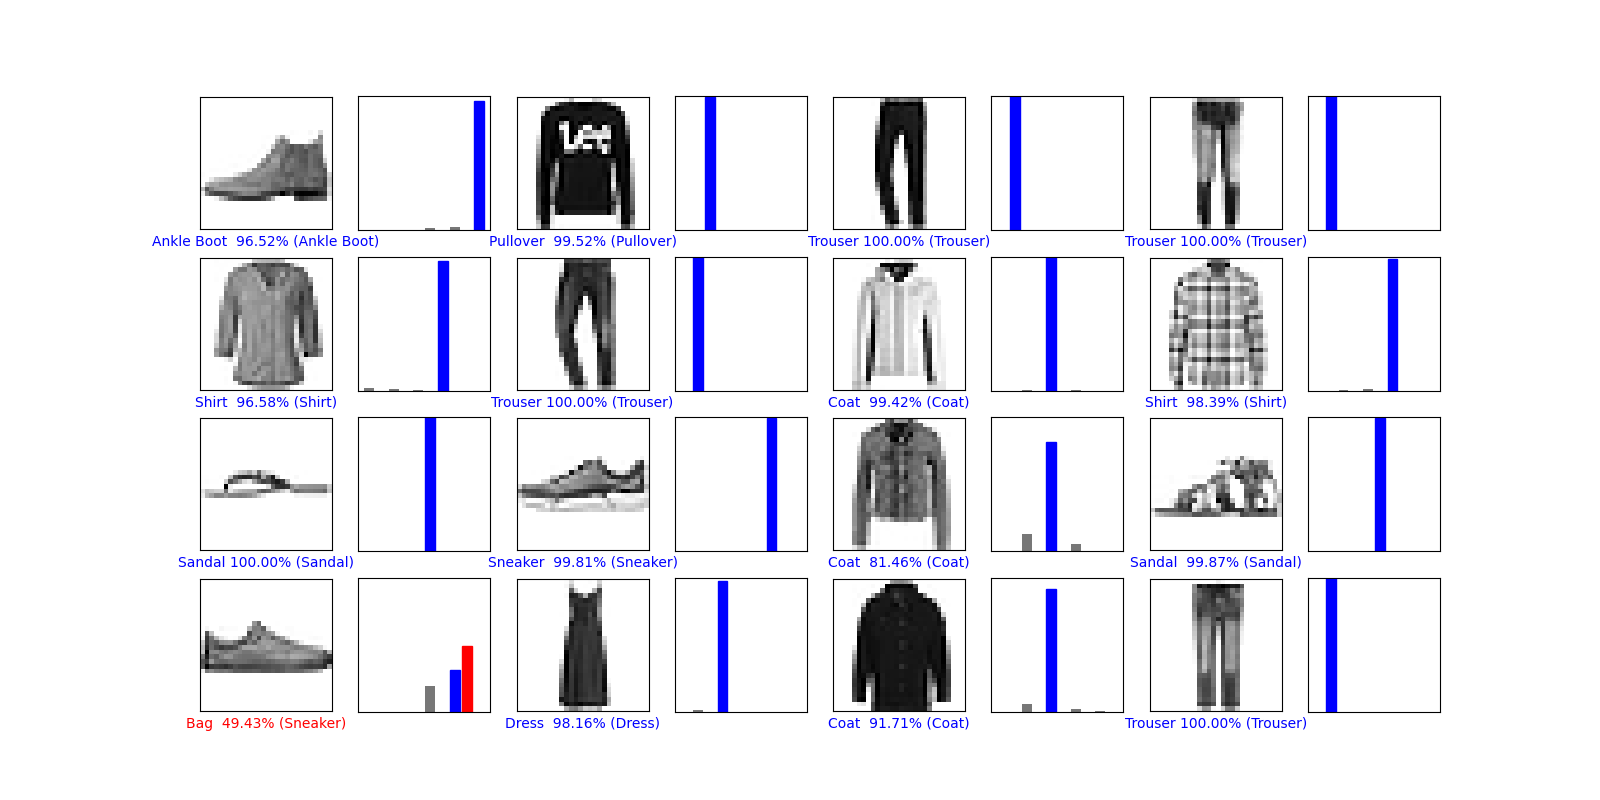 Lee
Ankle Boot 96.52% (Ankle Boot)
Pullover 99.52% (Pullover)
Trouser 100.00% (Trouser)
Trouser 100.00% (Trouser)
Shirt 96.58% (Shirt)
Trouser 100.00% (Trouser)
Coat 99.42% (Coat)
Shirt 98.39% (Shirt)
Sandal 100.00% (Sandal)
Sneaker 99.81% (Sneaker)
Coat 81.46% (Coat)
Sandal 99.87% (Sandal)
Bag 49.43% (Sneaker)
Dress 98.16% (Dress)
Coat 91.71% (Coat)
Trouser 100.00% (Trouser)